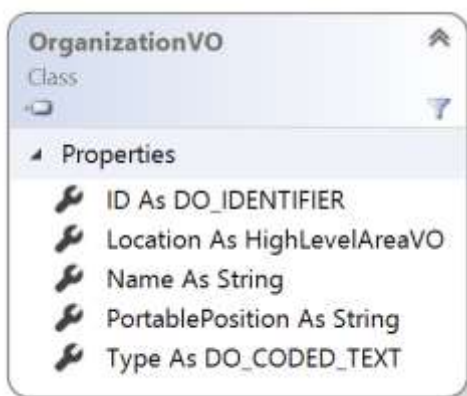 OrganizationVO
Class
Properties
ID As DO_IDENTIFIER
Location As HighLevelAreaVO
Name As String
PortablePosition As String
Type As DO_CODED_TEXT